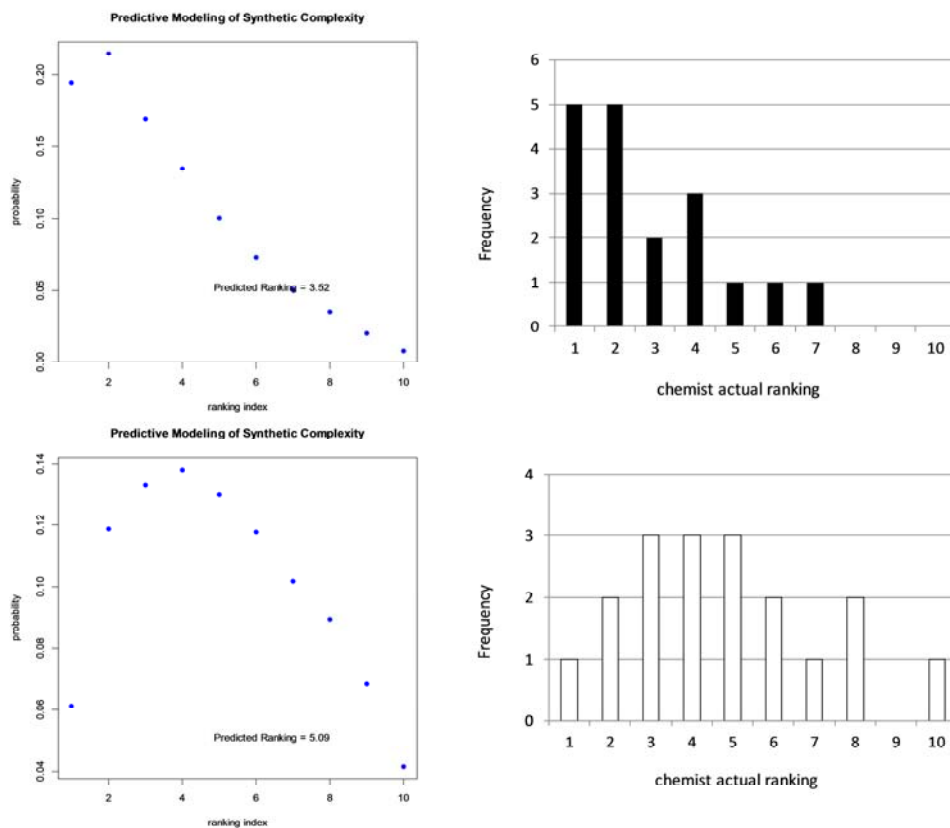 Predictive Modeling of Synthetic Complexity
0.20
0.15
0.10
0.05
0.00
probability
Predicted Ranking = 3.52
2 4 6 8 10
ranking index
6
5
4
3
2
1
0
Frequency
1 2 3 4 5 6 7 8 9 10
chemist actual ranking
Predictive Modeling of Synthetic Complexity
0.14
0.12
0.10
0.08
0.06
0.04
probability
Predicted Ranking = 5.09
2 4 6 8 10
ranking index
4
3
2
1
0
Frequency
1 2 3 4 5 6 7 8 9 10
chemist actual ranking